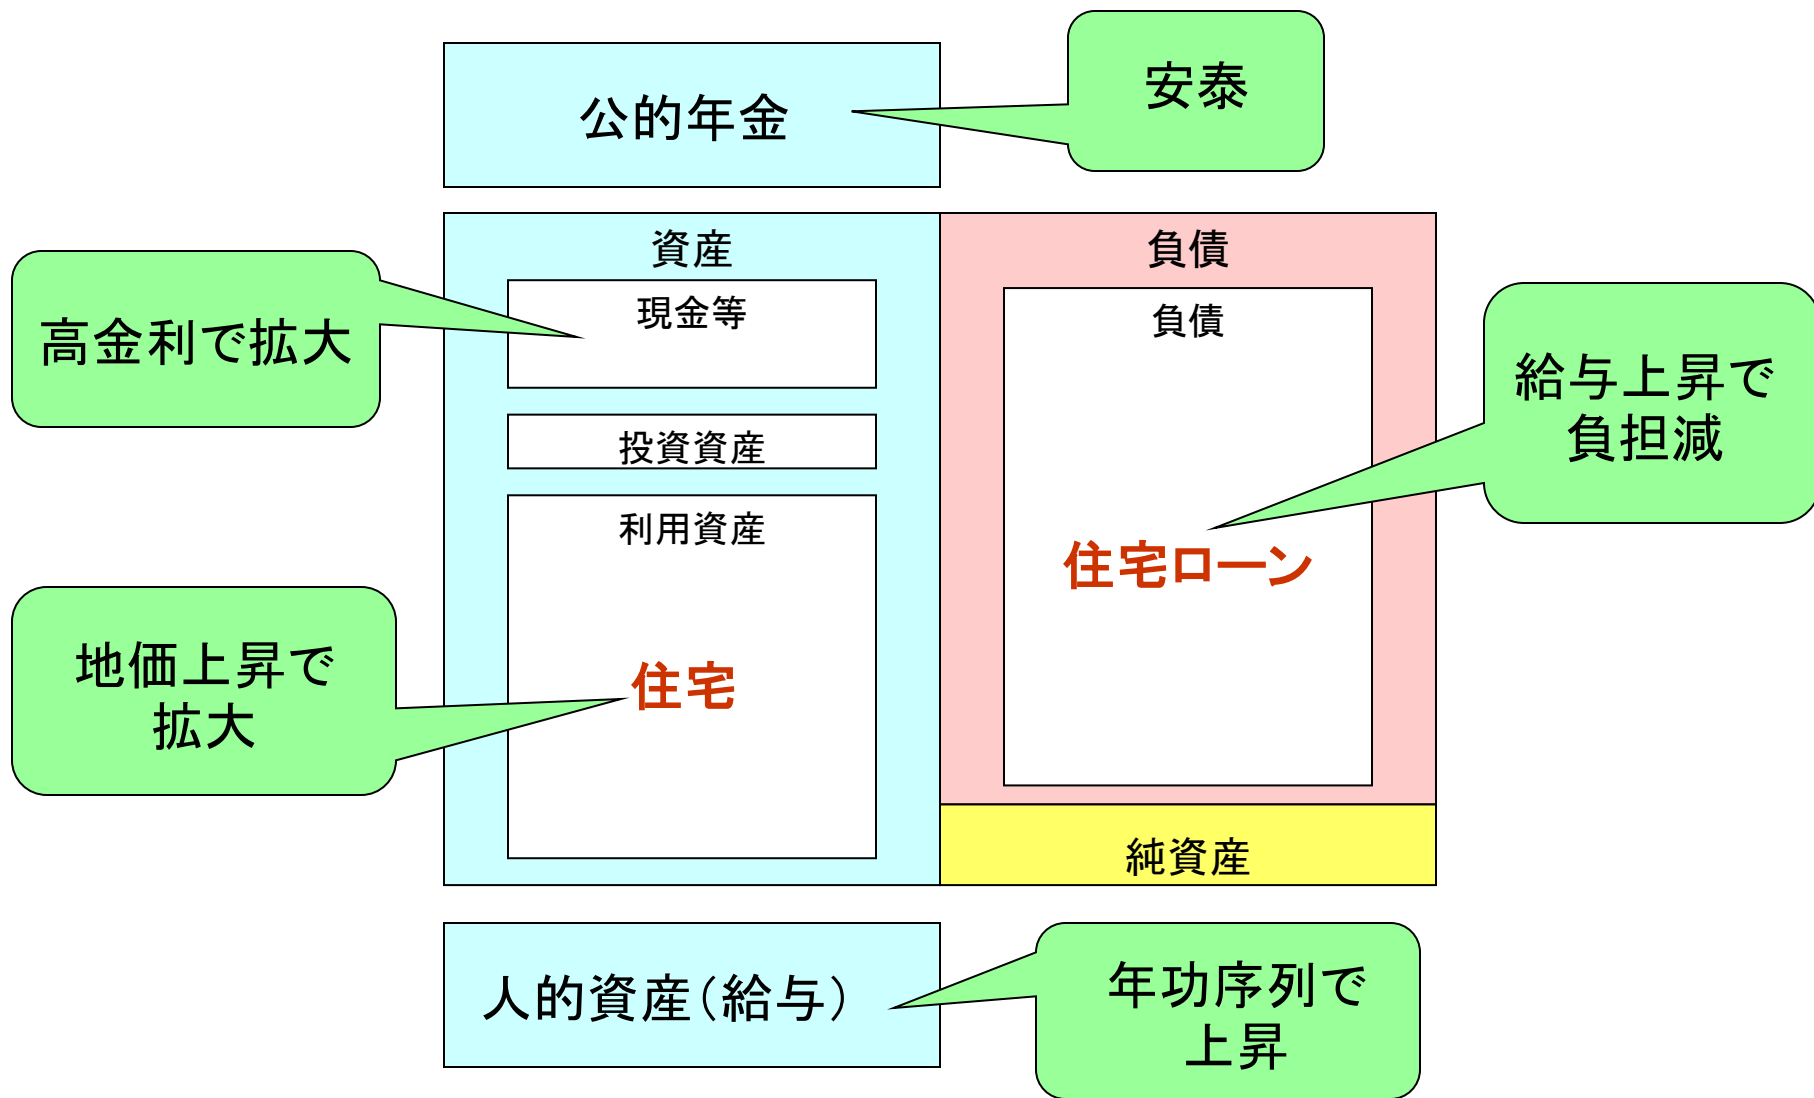 公的年金
安泰
資産
負債
現金等
負債
高金利で拡大
投資資産
給与上昇で
負担減
利用資産
住宅ローン
地価上昇で
拡大
住宅
純資産
人的資産（給与）
年功序列で
上昇